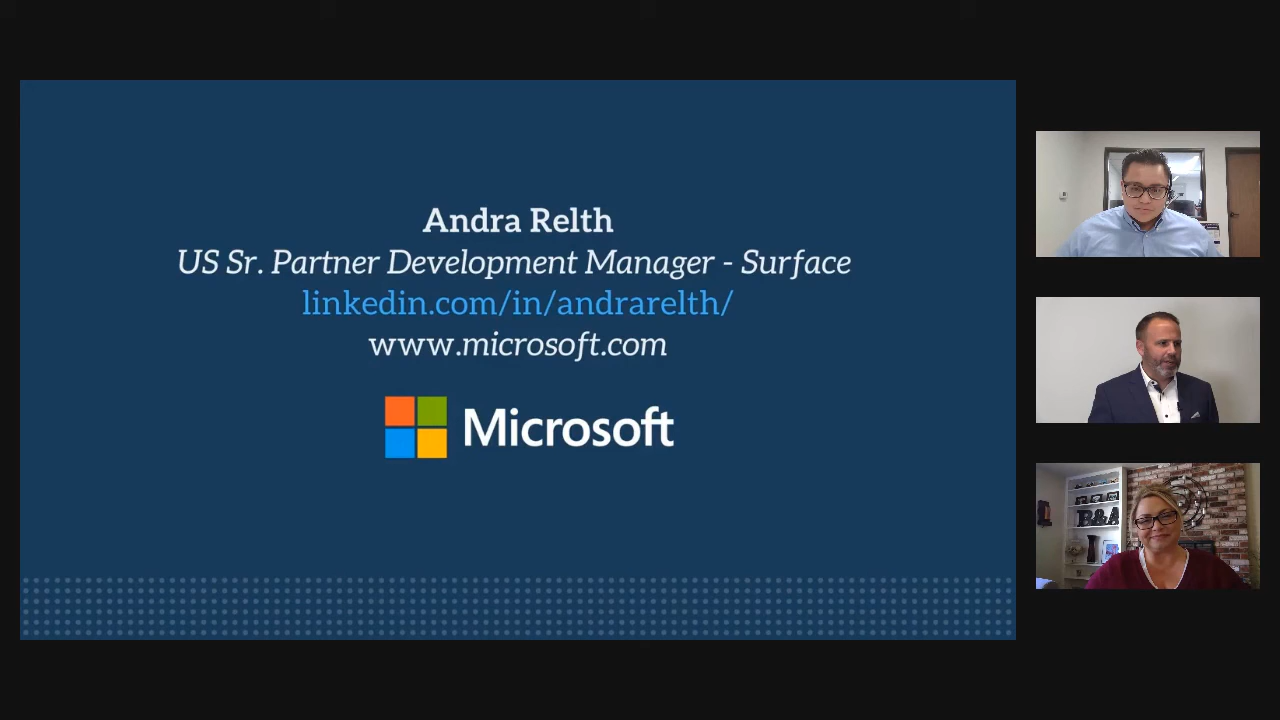 Andra Relth
US Sr. Partner Development Manager - Surface
linkedin.com/in/andrarelth/
www.microsoft.com
Microsoft
B&A